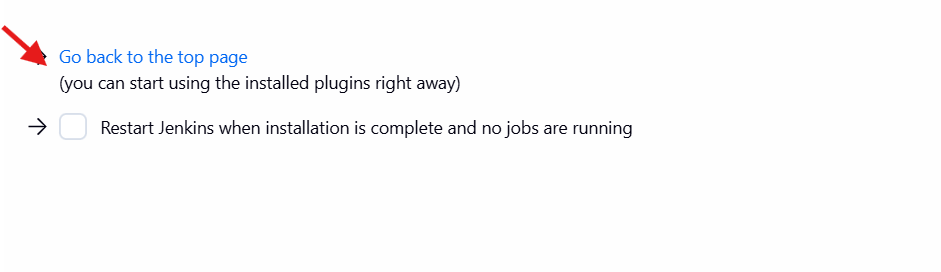 Go back to the top page
(you can start using the installed plugins right away)
Restart Jenkins when installation is complete and no jobs are running